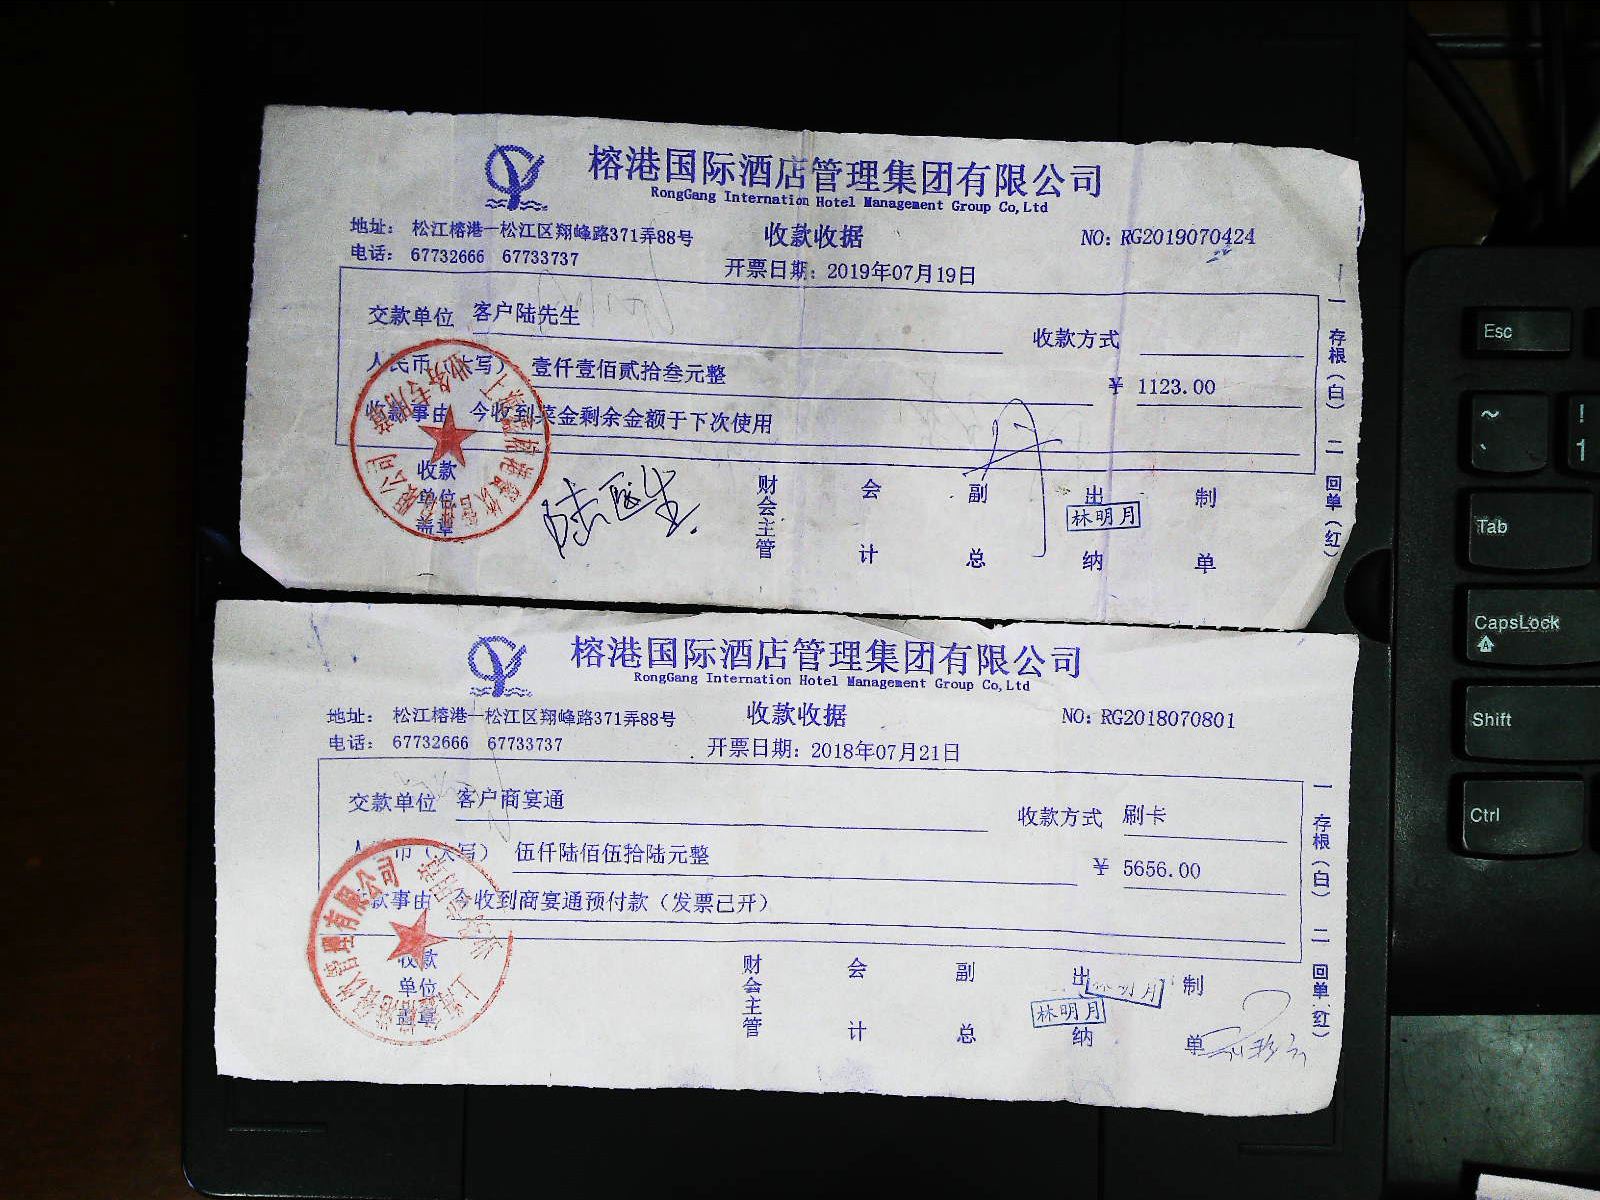 榕港国际酒店管理集团有限公司
RongGang Internation Hotel Management Group Co,Ltd
地址： 松江榕港一松江区翔峰路371弄88号 收款收据 NO: RG2019070424
电话： 67732666 67733737 开票日期: 2019年07月19日
交款单位 客户陆先生 收款方式
人民币（大写） 壹仟壹佰贰拾叁元整 ￥ 1123.00
收款事由 今收到菜金剩余金额于下次使用
收款单位盖章 财会主管 会计 副总 出纳 制单
林明月
一 存根（白） 二 回单（红）
榕港国际酒店管理集团有限公司
RongGang Internation Hotel Management Group Co,Ltd
地址： 松江榕港一松江区翔峰路371弄88号 收款收据 NO: RG2018070801
电话： 67732666 67733737 开票日期: 2018年07月21日
交款单位 客户商宴通 收款方式 刷卡
人民币（大写） 伍仟陆佰伍拾陆元整 ￥ 5656.00
收款事由 今收到商宴通预付款（发票已开）
收款单位盖章 财会主管 会计 副总 出纳 制单
林明月
林明月
一 存根（白） 二 回单（红）
Esc
~
`
!
1
Tab
CapsLock
Shift
Ctrl